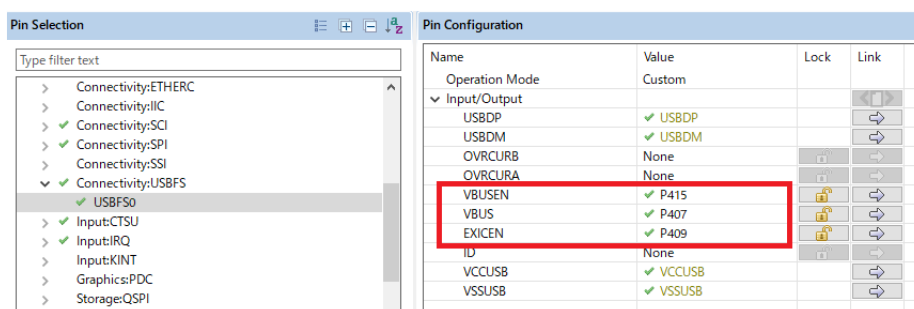 Pin Selection
Type filter text
Connectivity:ETHERC
Connectivity:IIC
Connectivity:SCI
Connectivity:SPI
Connectivity:SSI
Connectivity:USBFS
USBFS0
Input:CTSU
Input:IRQ
Input:KINT
Graphics:PDC
Storage:QSPI
Pin Configuration
Name Value Lock Link
Operation Mode Custom
Input/Output
USBDP USBDP
USBDM USBDM
OVRCURB None
OVRCURA None
VBUSEN P415
VBUS P407
EXICEN P409
ID None
VCCUSB VCCUSB
VSSUSB VSSUSB